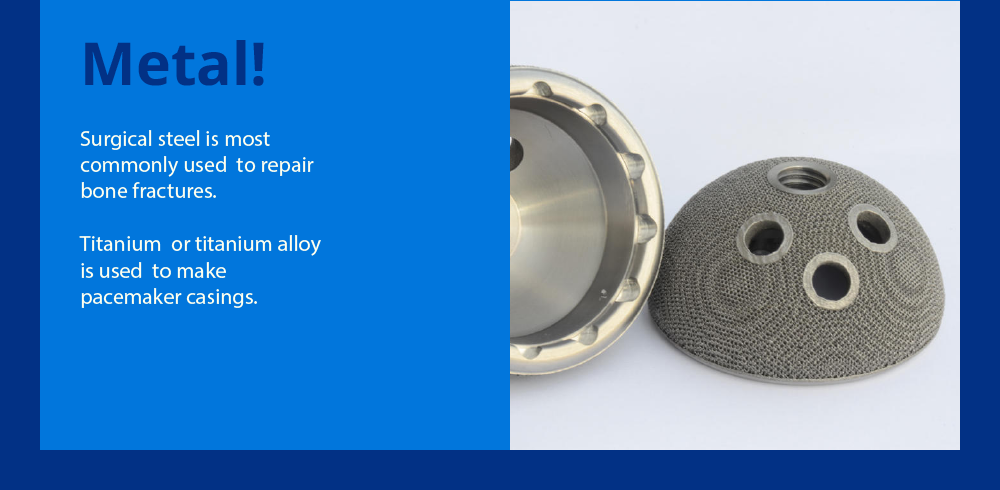 Metal!
Surgical steel is most
commonly used  to repair
bone fractures.
Titanium  or titanium alloy
is used  to make
pacemaker casings.